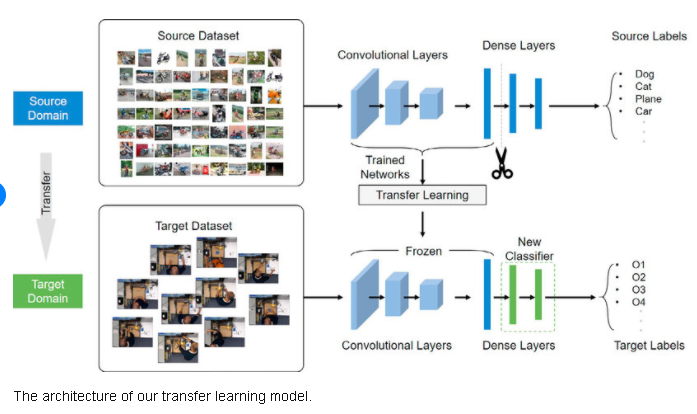 Source Dataset
Convolutional Layers
Dense Layers
Source Labels
Source
Domain
• Dog
• Cat
• Plane
• Car
Trained
Networks
Transfer Learning
Transfer
Target Dataset
Frozen
New
Classifier
Target
Domain
• O1
• O2
• O3
• O4
Convolutional Layers
Dense Layers
Target Labels
The architecture of our transfer learning model.